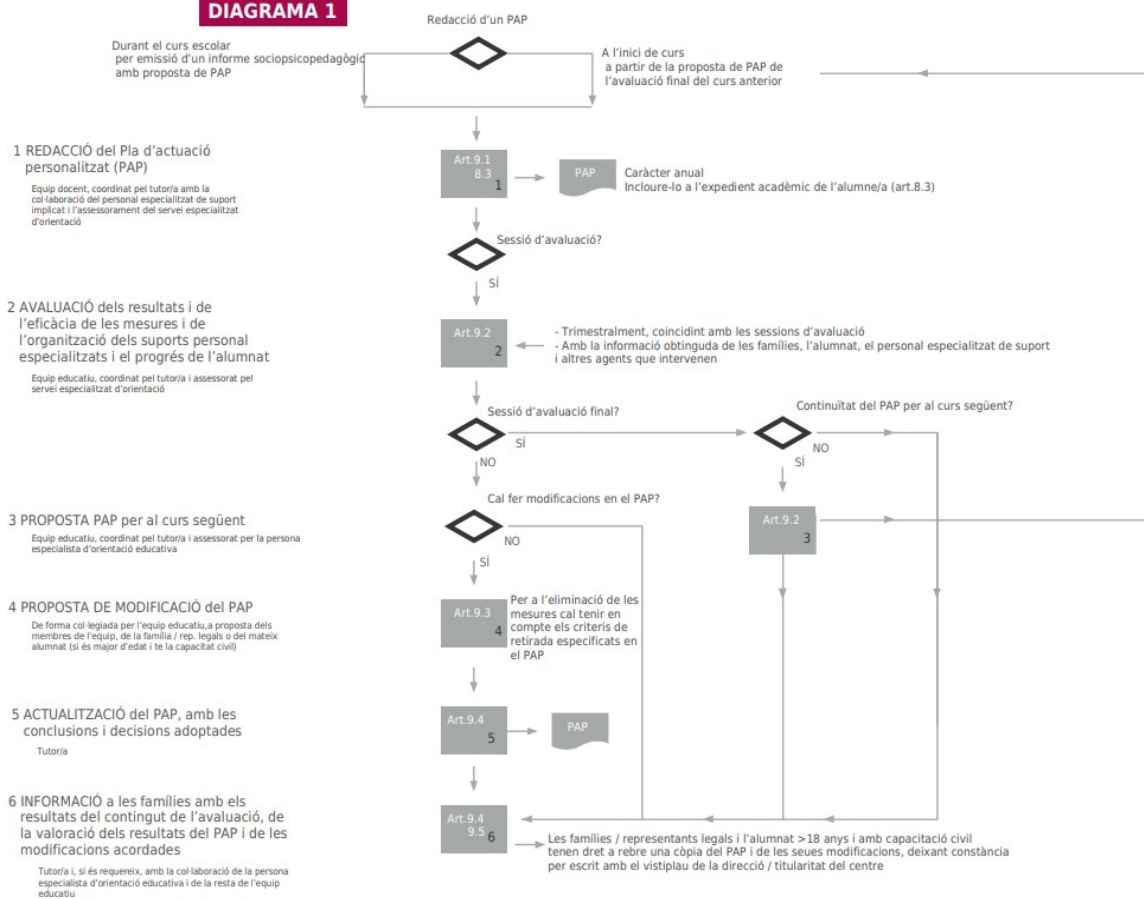 DIAGRAMA 1
Redacció d'un PAP
Durant el curs escolar
per emissió d'un informe sociopsicopedagògic
amb proposta de PAP
A l'inici de curs
a partir de la proposta de PAP de
l'avaluació final del curs anterior
1 REDACCIÓ del Pla d'actuació
personalitzat (PAP)
Equip docent, coordinat pel tutor/a amb la
col·laboració del personal especialitzat de suport
implicat i l'assessorament del servei especialitzat
d'orientació
Art.9.1
8.3
1
PAP
Caràcter anual
Incloure-lo a l'expedient acadèmic de l'alumne/a (art.8.3)
Sessió d'avaluació?
SÍ
2 AVALUACIÓ dels resultats i de
l'eficàcia de les mesures i de
l'organització dels suports personal
especialitzats i el progrés de l'alumnat
Equip educatiu, coordinat pel tutor/a i assessorat pel
servei especialitzat d'orientació
Art.9.2
2
- Trimestralment, coincidint amb les sessions d'avaluació
- Amb la informació obtinguda de les famílies, l'alumnat, el personal especialitzat de suport
i altres agents que intervenen
Sessió d'avaluació final?
SÍ
NO
Continuïtat del PAP per al curs següent?
NO
SÍ
Cal fer modificacions en el PAP?
NO
SÍ
3 PROPOSTA PAP per al curs següent
Equip educatiu, coordinat pel tutor/a i assessorat per la persona
especialista d'orientació educativa
Art.9.2
3
4 PROPOSTA DE MODIFICACIÓ del PAP
De forma col·legiada per l'equip educatiu,a proposta dels
membres de l'equip, de la família / rep. legals o del mateix
alumnat (si és major d'edat i te la capacitat civil)
Art.9.3
4
Per a l'eliminació de les
mesures cal tenir en
compte els criteris de
retirada especificats en
el PAP
5 ACTUALITZACIÓ del PAP, amb les
conclusions i decisions adoptades
Tutor/a
Art.9.4
5
PAP
6 INFORMACIÓ a les famílies amb els
resultats del contingut de l'avaluació, de
la valoració dels resultats del PAP i de les
modificacions acordades
Tutor/a i, si és requereix, amb la col·laboració de la persona
especialista d'orientació educativa i de la resta de l'equip
educatiu
Art.9.4
9.5
6
Les famílies / representants legals i l'alumnat >18 anys i amb capacitació civil
tenen dret a rebre una còpia del PAP i de les seues modificacions, deixant constància
per escrit amb el vistiplau de la direcció / titularitat del centre